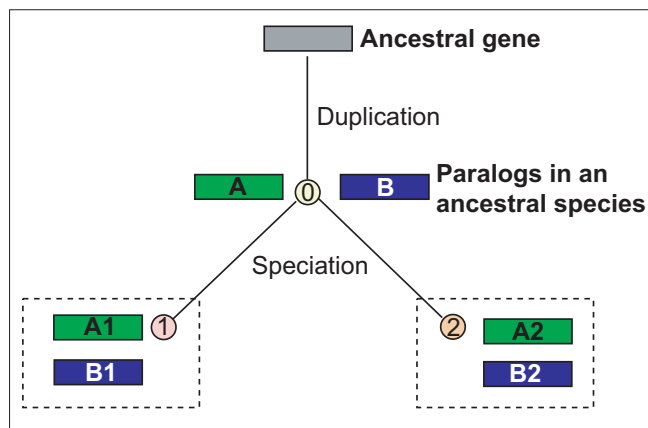 Ancestral gene
Duplication
A
0
B
Paralogs in an
ancestral species
Speciation
A1
1
2
A2
B1
B2